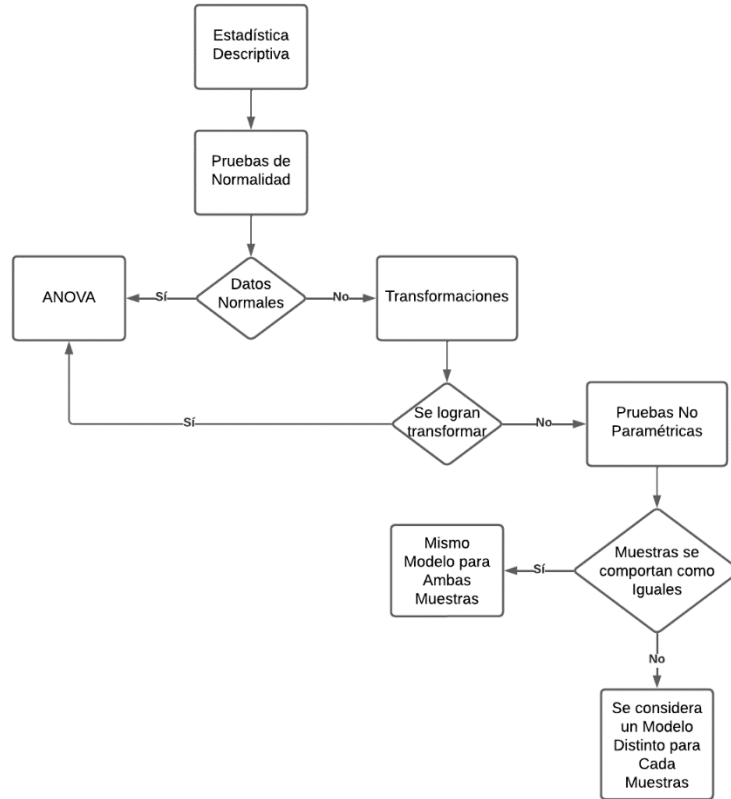 Estadística
Descriptiva
Pruebas de
Normalidad
ANOVA
Sí
Datos
Normales
No
Transformaciones
Sí
Se logran
transformar
No
Pruebas No
Paramétricas
Mismo
Modelo para
Ambas
Muestras
Sí
Muestras se
comportan como
Iguales
No
Se considera
un Modelo
Distinto para
Cada
Muestras